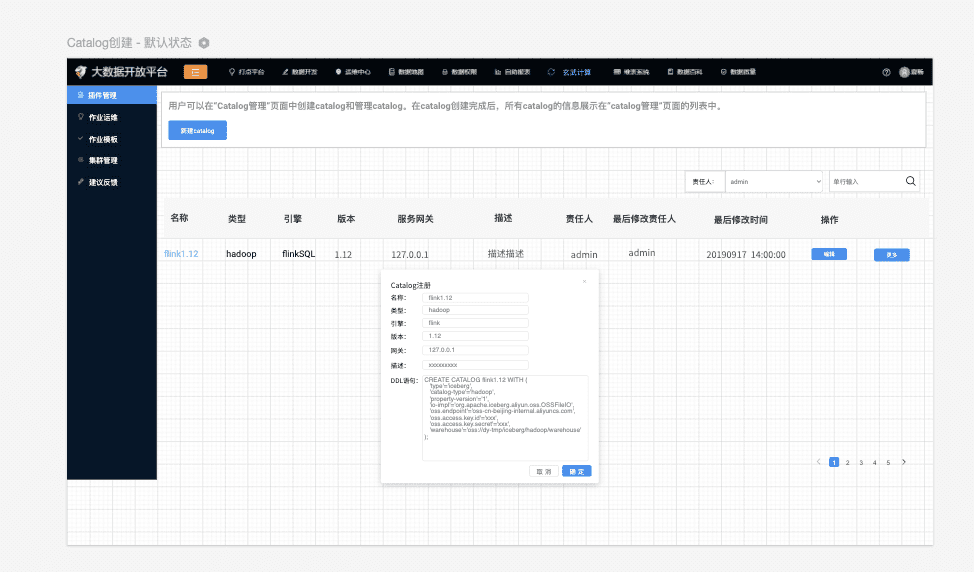 Catalog创建 - 默认状态
大数据开放平台 打点平台 数据开发 运维中心 数据地图 数据权限 自助报表 玄武计算 维表系统 数据百科 数据质量
插件管理
作业运维
作业模板
集群管理
建议反馈
用户可以在“Catalog管理”页面中创建catalog和管理catalog。在catalog创建完成后，所有catalog的信息展示在“catalog管理”页面的列表中。
新建catalog
责任人： admin 单行输入
名称 类型 引擎 版本 服务网关 描述 责任人 最后修改责任人 最后修改时间 操作
flink1.12 hadoop flinkSQL 1.12 127.0.0.1 描述描述 admin admin 20190917 14:00:00 编辑 更多
Catalog注册 ×
名称: flink1.12
类型: hadoop
引擎: flink
版本: 1.12
网关: 127.0.0.1
描述: xxxxxxxxx
DDL语句: CREATE CATALOG flink1.12 WITH (
'type'='iceberg',
'catalog-type'='hadoop',
'property-version'='1',
'io-impl'='org.apache.iceberg.aliyun.oss.OSSFileIO',
'oss.endpoint'='oss-cn-beijing-internal.aliyuncs.com',
'oss.access.key.id'='xxx',
'oss.access.key.secret'='xxx',
'warehouse'='oss://dy-tmp/iceberg/hadoop/warehouse'
);
取 消 确 定
1 2 3 4 5